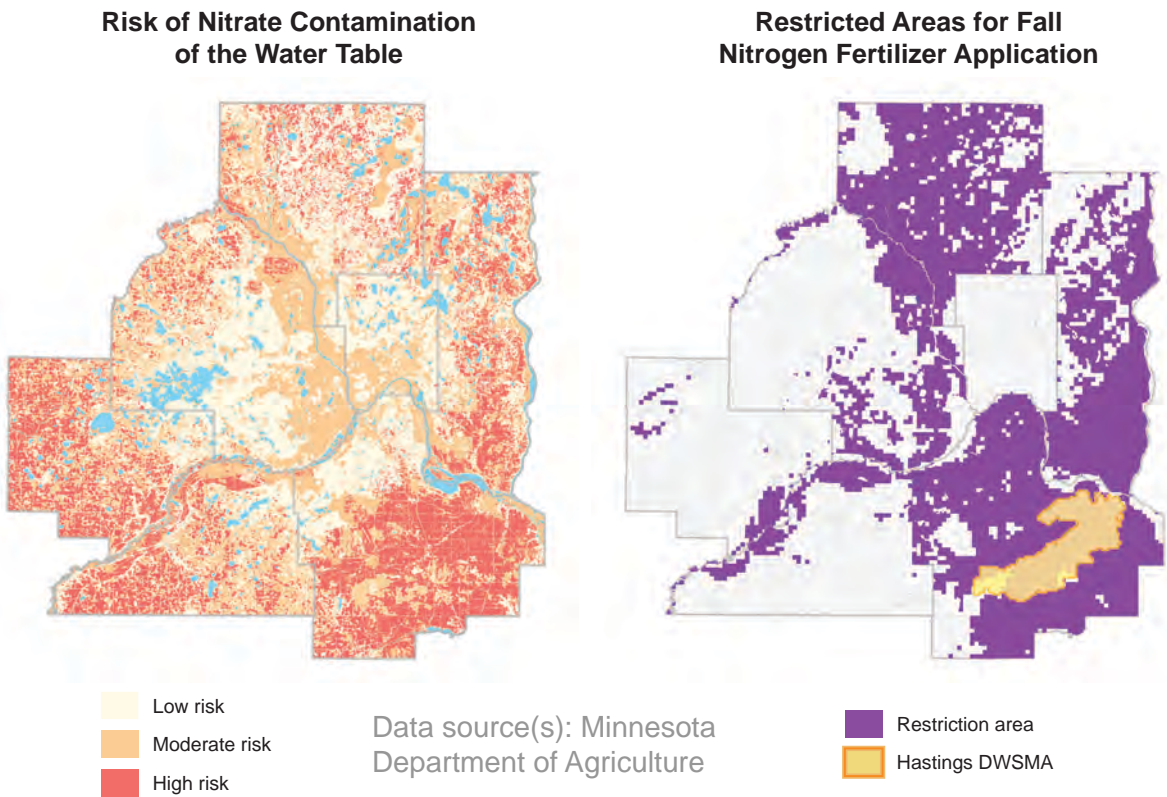 Risk of Nitrate Contamination
of the Water Table
Restricted Areas for Fall
Nitrogen Fertilizer Application
Low risk
Moderate risk
High risk
Data source(s): Minnesota
Department of Agriculture
Restriction area
Hastings DWSMA